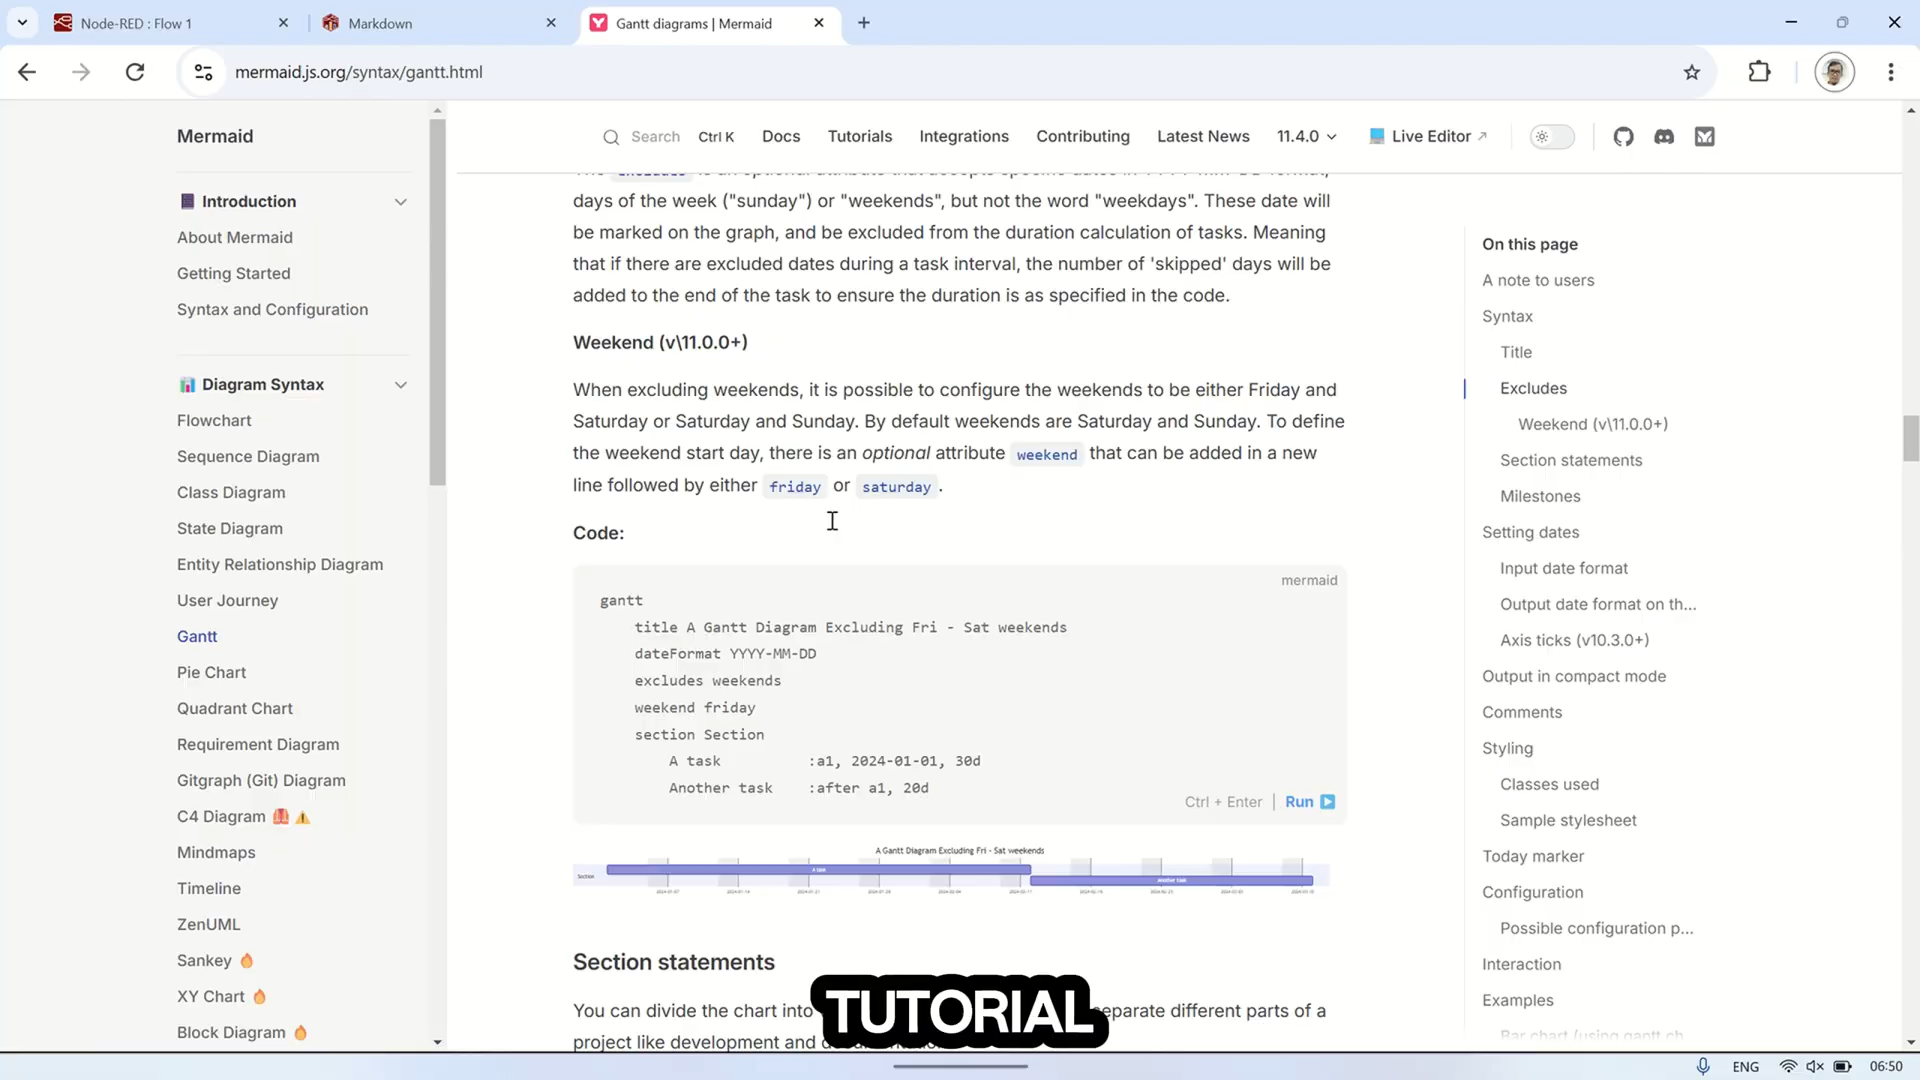 Node-RED : Flow 1
Markdown
Gantt diagrams | Mermaid
mermaid.js.org/syntax/gantt.html
Mermaid
Search Ctrl K
Docs
Tutorials
Integrations
Contributing
Latest News
11.4.0
Live Editor
Introduction
About Mermaid
Getting Started
Syntax and Configuration
Diagram Syntax
Flowchart
Sequence Diagram
Class Diagram
State Diagram
Entity Relationship Diagram
User Journey
Gantt
Pie Chart
Quadrant Chart
Requirement Diagram
Gitgraph (Git) Diagram
C4 Diagram
Mindmaps
Timeline
ZenUML
Sankey
XY Chart
Block Diagram
days of the week ("sunday") or "weekends", but not the word "weekdays". These date will
be marked on the graph, and be excluded from the duration calculation of tasks. Meaning
that if there are excluded dates during a task interval, the number of 'skipped' days will be
added to the end of the task to ensure the duration is as specified in the code.
Weekend (v\11.0.0+)
When excluding weekends, it is possible to configure the weekends to be either Friday and
Saturday or Saturday and Sunday. By default weekends are Saturday and Sunday. To define
the weekend start day, there is an optional attribute weekend that can be added in a new
line followed by either friday or saturday.
Code:
mermaid
gantt
title A Gantt Diagram Excluding Fri - Sat weekends
dateFormat YYYY-MM-DD
excludes weekends
weekend friday
section Section
A task :a1, 2024-01-01, 30d
Another task :after a1, 20d
Ctrl + Enter | Run
A Gantt Diagram Excluding Fri - Sat weekends
Section
A task
Another task
Section statements
You can divide the chart into separate different parts of a
project like development and
TUTORIAL
On this page
A note to users
Syntax
Title
Excludes
Weekend (v\11.0.0+)
Section statements
Milestones
Setting dates
Input date format
Output date format on th...
Axis ticks (v10.3.0+)
Output in compact mode
Comments
Styling
Classes used
Sample stylesheet
Today marker
Configuration
Possible configuration p...
Interaction
Examples
ENG
06:50